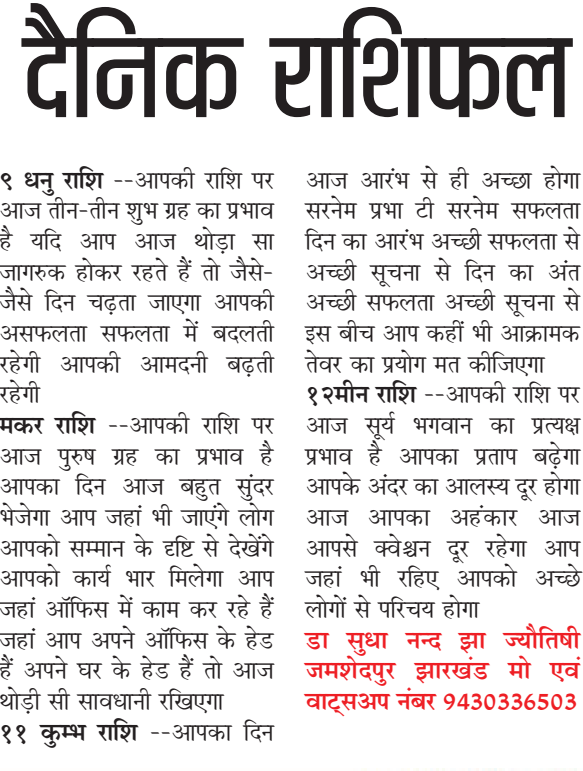 दैनिक राशिफल
९ धनु राशि --आपकी राशि पर
आज तीन-तीन शुभ ग्रह का प्रभाव
है यदि आप आज थोड़ा सा
जागरुक होकर रहते हैं तो जैसे-
जैसे दिन चढ़ता जाएगा आपकी
असफलता सफलता में बदलती
रहेगी आपकी आमदनी बढ़ती
रहेगी
मकर राशि --आपकी राशि पर
आज पुरुष ग्रह का प्रभाव है
आपका दिन आज बहुत सुंदर
भेजेगा आप जहां भी जाएंगे लोग
आपको सम्मान के दृष्टि से देखेंगे
आपको कार्य भार मिलेगा आप
जहां ऑफिस में काम कर रहे हैं
जहां आप अपने ऑफिस के हेड
हैं अपने घर के हेड हैं तो आज
थोड़ी सी सावधानी रखिएगा
११ कुम्भ राशि --आपका दिन
आज आरंभ से ही अच्छा होगा
सरनेम प्रभा टी सरनेम सफलता
दिन का आरंभ अच्छी सफलता से
अच्छी सूचना से दिन का अंत
अच्छी सफलता अच्छी सूचना से
इस बीच आप कहीं भी आक्रामक
तेवर का प्रयोग मत कीजिएगा
१२मीन राशि --आपकी राशि पर
आज सूर्य भगवान का प्रत्यक्ष
प्रभाव है आपका प्रताप बढ़ेगा
आपके अंदर का आलस्य दूर होगा
आज आपका अहंकार आज
आपसे क्वेश्चन दूर रहेगा आप
जहां भी रहिए आपको अच्छे
लोगों से परिचय होगा
डा सुधा नन्द झा ज्यौतिषी
जमशेदपुर झारखंड मो एवं
वाट्सअप नंबर 9430336503